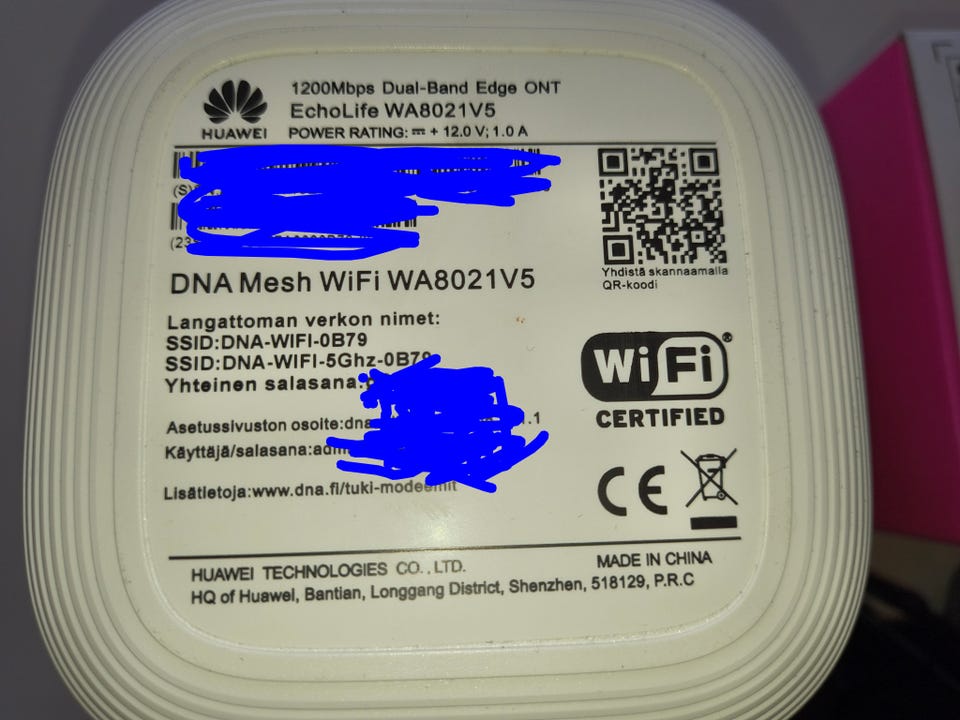 1200Mbps Dual-Band Edge ONT
EchoLife WA8021V5
HUAWEI
POWER RATING: ⎓ + 12.0 V; 1.0 A
DNA Mesh WiFi WA8021V5
Yhdistä skannaamalla
QR-koodi
Langattoman verkon nimet:
SSID:DNA-WIFI-0B79
SSID:DNA-WIFI-5Ghz-0B79
Yhteinen salasana:
WiFi®
CERTIFIED
Asetussivuston osoite:
Käyttäjä/salasana:
CE
Lisätietoja:www.dna.fi/tuki-modeemit
HUAWEI TECHNOLOGIES CO.,LTD.
MADE IN CHINA
HQ of Huawei, Bantian, Longgang District, Shenzhen, 518129, P.R.C